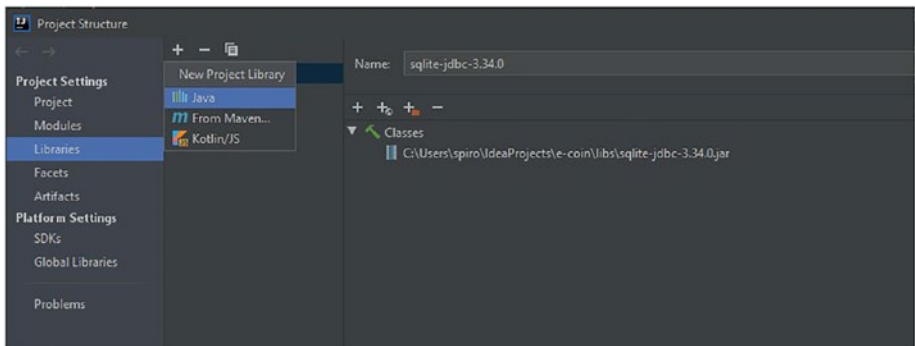 Project Structure
Project Settings
Project
Modules
Libraries
Facets
Artifacts
Platform Settings
SDKs
Global Libraries
Problems
New Project Library
Java
From Maven...
Kotlin/JS
Name: sqlite-jdbc-3.34.0
Classes
C:\Users\spiro\IdeaProjects\e-coin\libs\sqlite-jdbc-3.34.0.jar